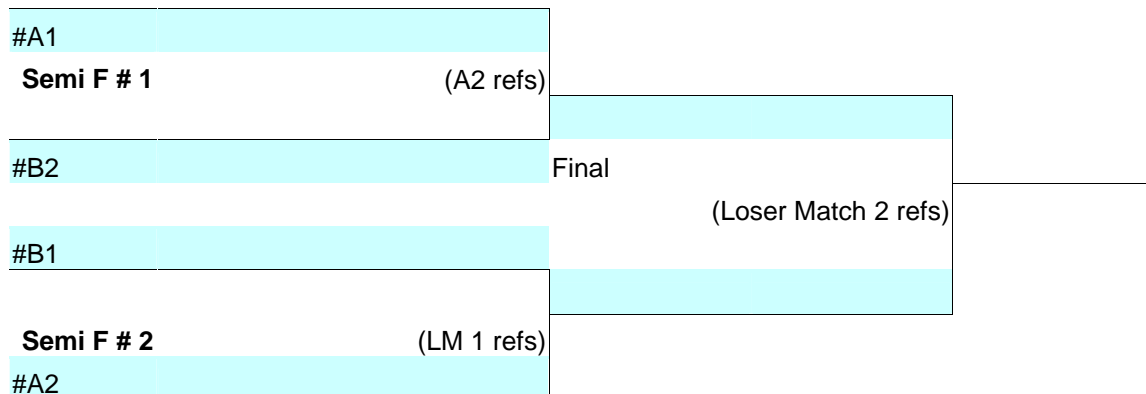 #A1
Semi F # 1 (A2 refs)
#B2 Final
(Loser Match 2 refs)
#B1
Semi F # 2 (LM 1 refs)
#A2